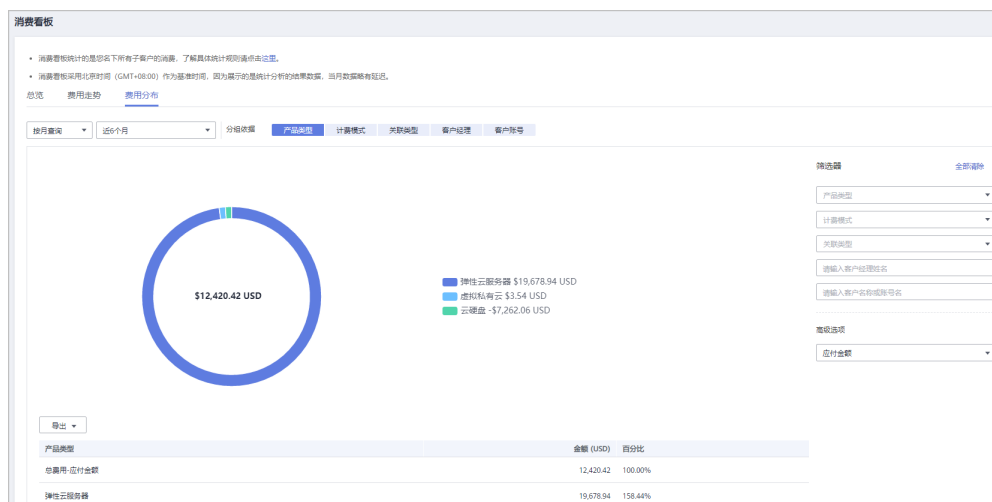 消费看板
• 消费看板统计的是您名下所有子客户的消费，了解具体统计规则请点击这里。
• 消费看板采用北京时间（GMT+08:00）作为基准时间，因为展示的是统计分析的结果数据，当月数据略有延迟。
总览 费用走势 费用分布
按月查询 近6个月 分组依据 产品类型 计费模式 关联类型 客户经理 客户账号
筛选器 全部清除
产品类型
计费模式
关联类型
请输入客户经理姓名
请输入客户名称或账号名
高级选项
应付金额
$12,420.42 USD
弹性云服务器 $19,678.94 USD
虚拟私有云 $3.54 USD
云硬盘 -$7,262.06 USD
导出
产品类型 金额 (USD) 百分比
总费用-应付金额 12,420.42 100.00%
弹性云服务器 19,678.94 158.44%